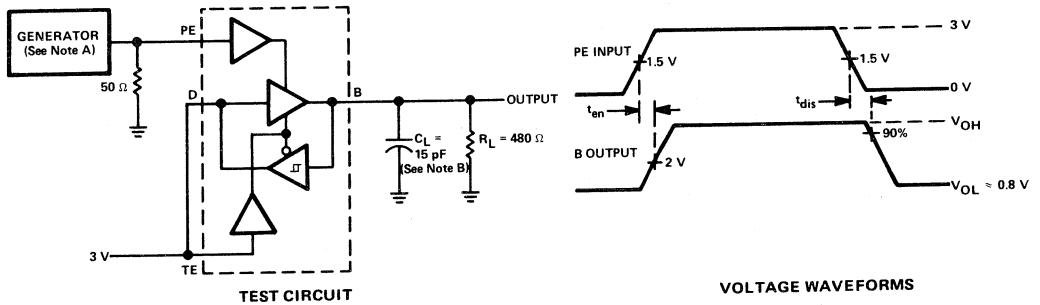 GENERATOR
(See Note A)
50 Ω
PE
D
B
OUTPUT
C_L =
15 pF
(See Note B)
R_L = 480 Ω
3 V
TE
TEST CIRCUIT
PE INPUT
1.5 V
1.5 V
3 V
0 V
t_en
t_dis
B OUTPUT
2 V
V_OH
90%
V_OL ≈ 0.8 V
VOLTAGE WAVEFORMS